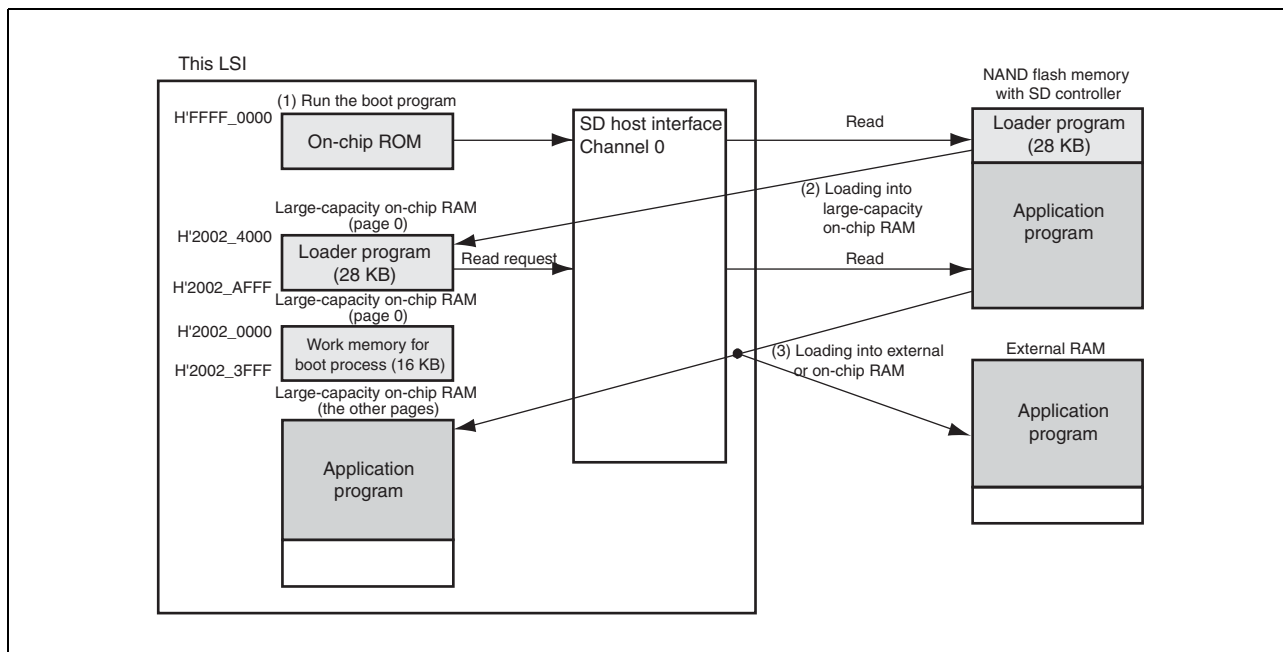 This LSI
(1) Run the boot program
H'FFFF_0000
On-chip ROM
Large-capacity on-chip RAM
(page 0)
H'2002_4000
Loader program
(28 KB)
Read request
H'2002_AFFF
Large-capacity on-chip RAM
(page 0)
H'2002_0000
Work memory for
boot process (16 KB)
H'2002_3FFF
Large-capacity on-chip RAM
(the other pages)
Application
program
SD host interface
Channel 0
Read
(2) Loading into
large-capacity
on-chip RAM
Read
(3) Loading into external
or on-chip RAM
NAND flash memory
with SD controller
Loader program
(28 KB)
Application
program
External RAM
Application
program